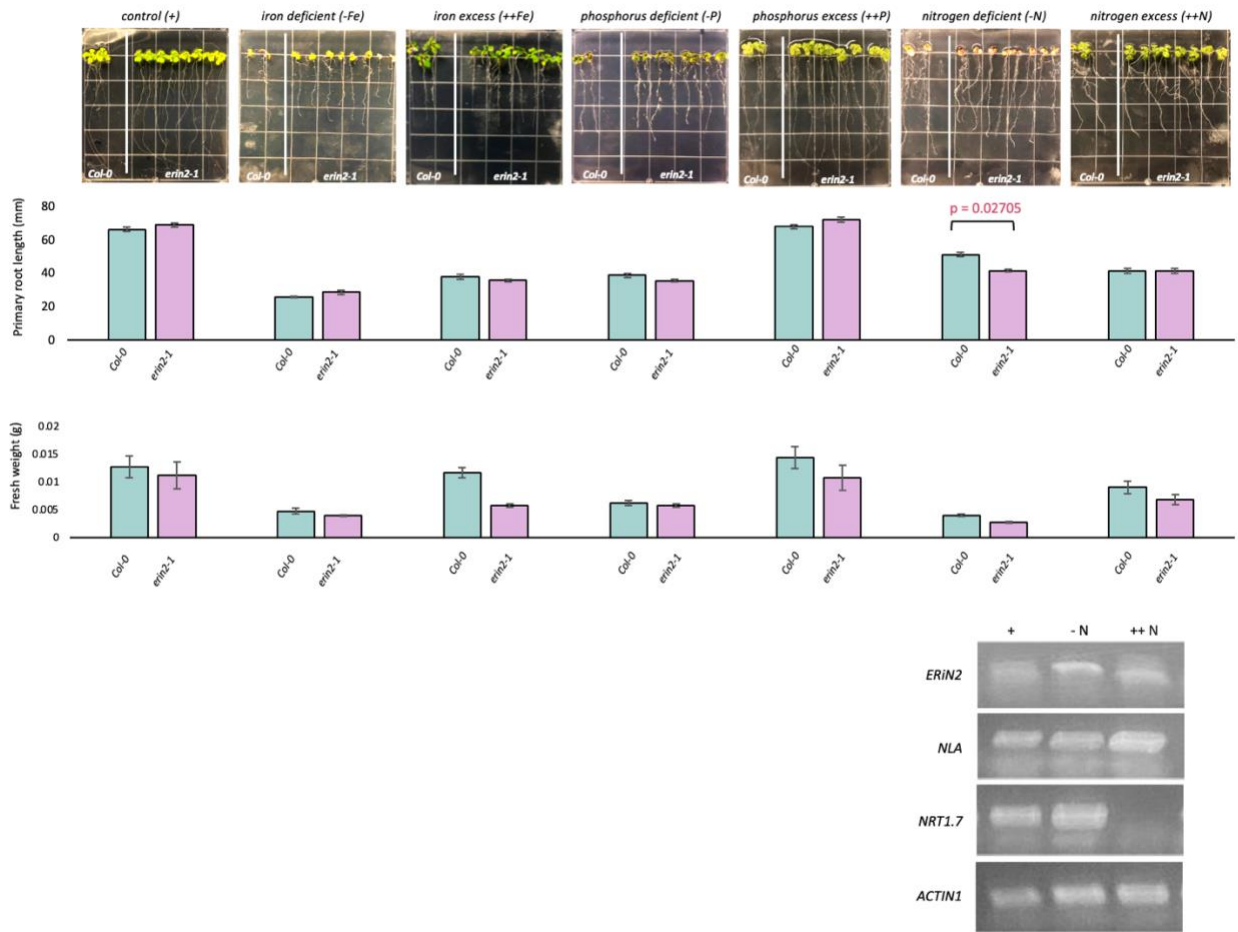 control (+) iron deficient (-Fe) iron excess (++Fe) phosphorus deficient (-P) phosphorus excess (++P) nitrogen deficient (-N) nitrogen excess (++N)
Col-0 erin2-1 Col-0 erin2-1 Col-0 erin2-1 Col-0 erin2-1 Col-0 erin2-1 Col-0 erin2-1 Col-0 erin2-1
Primary root length (mm)
80
60
40
20
0
p = 0.02705
Col-0 erin2-1 Col-0 erin2-1 Col-0 erin2-1 Col-0 erin2-1 Col-0 erin2-1 Col-0 erin2-1 Col-0 erin2-1
Fresh weight (g)
0.02
0.015
0.01
0.005
0
Col-0 erin2-1 Col-0 erin2-1 Col-0 erin2-1 Col-0 erin2-1 Col-0 erin2-1 Col-0 erin2-1 Col-0 erin2-1
+ - N ++ N
ERiN2
NLA
NRT1.7
ACTIN1